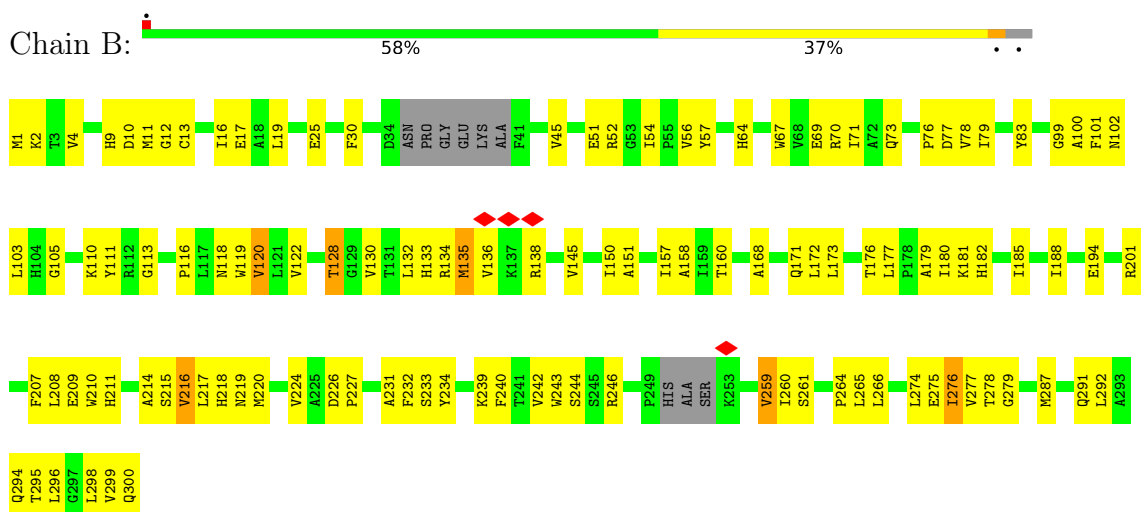 Chain B:
58% 37%
M1 K2 T3 V4 H9 D10 M11 G12 C13 I16 E17 A18 L19 E25 F30 D34 ASN PRO GLY GLU LYS ALA F41 V45 E51 R52 G53 I54 P55 V56 Y57 H64 W67 V68 E69 R70 I71 A72 Q73 P76 D77 V78 I79 Y83 G99 A100 F101 N102
L103 H104 G105 K110 Y111 R112 G113 P116 L117 N118 W119 V120 L121 V122 T128 G129 V130 T131 L132 H133 R134 M135 V136 K137 R138 V145 I150 A151 I157 A158 I159 T160 A168 Q171 L172 L173 T176 L177 P178 A179 I180 K181 H182 I185 I188 E194 R201
F207 L208 E209 W210 H211 A214 S215 V216 L217 H218 N219 M220 V224 A225 D226 P227 A231 F232 S233 Y234 K239 F240 T241 V242 W243 S244 S245 R246 P249 HIS ALA SER K253 V259 I260 S261 P264 L265 L266 L274 E275 I276 V277 T278 G279 M287 Q291 L292 A293
Q294 T295 L296 G297 L298 V299 Q300